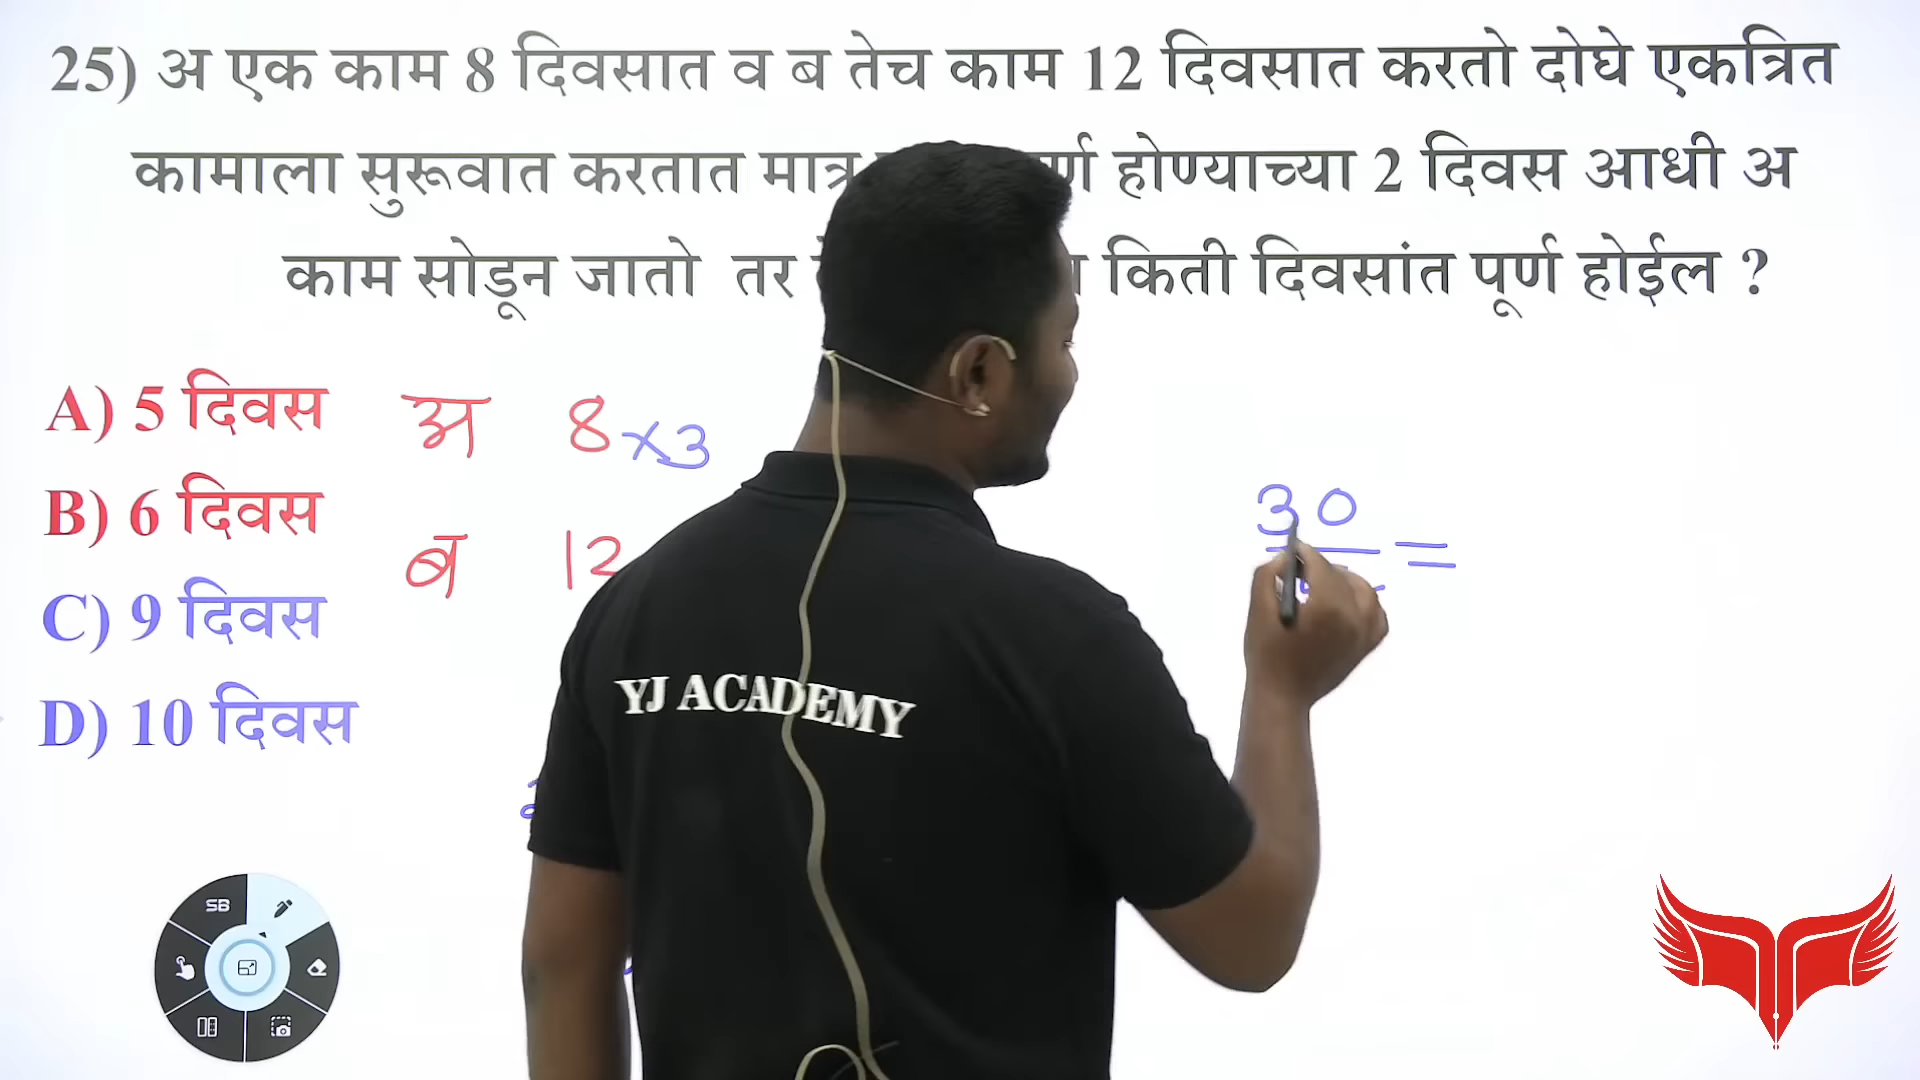 25) अ एक काम 8 दिवसात व ब तेच काम 12 दिवसात करतो दोघे एकत्रित
कामाला सुरूवात करतात मात्र होण्याच्या 2 दिवस आधी अ
काम सोडून जातो तर किती दिवसांत पूर्ण होईल ?
A) 5 दिवस
B) 6 दिवस
C) 9 दिवस
D) 10 दिवस
अ 8 × 3
ब 12
30
=
YJ ACADEMY
SB